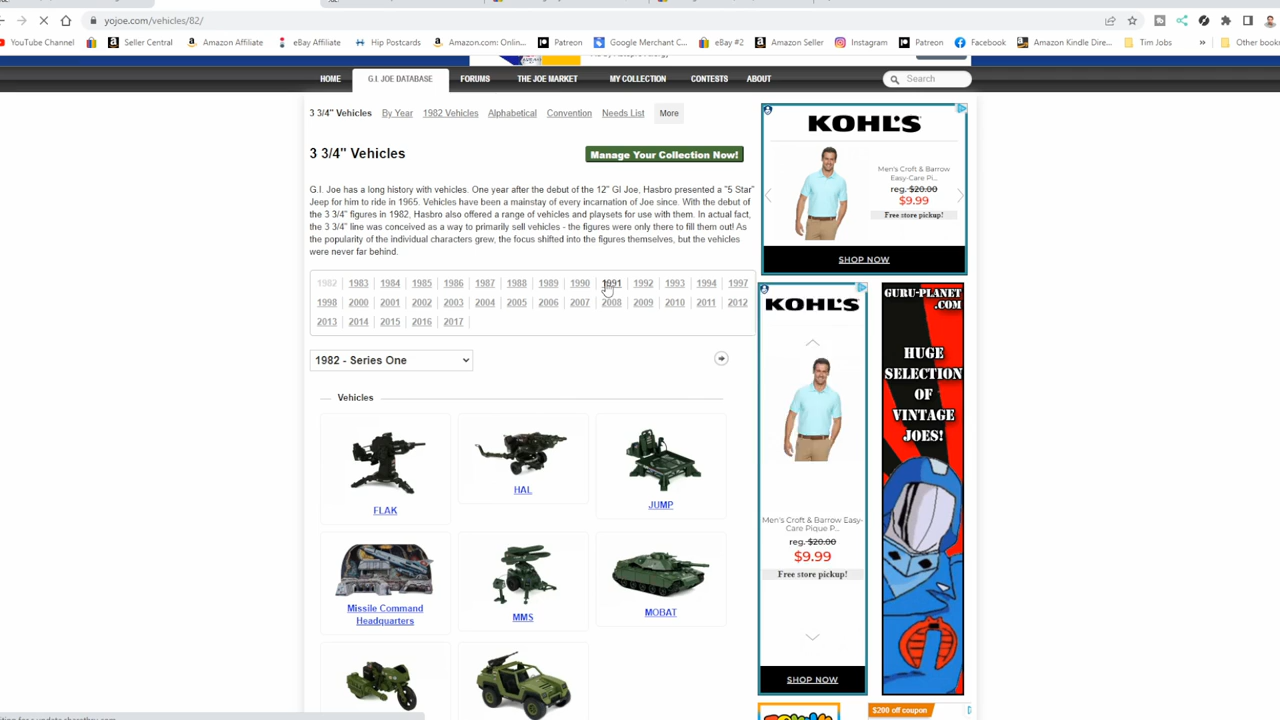 yojoe.com/vehicles/82/
YouTube Channel Seller Central Amazon Affiliate eBay Affiliate Hip Postcards Amazon.com: Onlin... Patreon Google Merchant C... eBay #2 Amazon Seller Instagram Patreon Facebook Amazon Kindle Dire... Tim Jobs » Other book
HOME G.I. JOE DATABASE FORUMS THE JOE MARKET MY COLLECTION CONTESTS ABOUT Search
3 3/4" Vehicles By Year 1982 Vehicles Alphabetical Convention Needs List More
3 3/4" Vehicles
Manage Your Collection Now!
G.I. Joe has a long history with vehicles. One year after the debut of the 12" GI Joe, Hasbro presented a "5 Star"
Jeep for him to ride in 1965. Vehicles have been a mainstay of every incarnation of Joe since. With the debut of
the 3 3/4" figures in 1982, Hasbro also offered a range of vehicles and playsets for use with them. In actual fact,
the 3 3/4" line was conceived as a way to primarily sell vehicles - the figures were only there to fill them out! As
the popularity of the individual characters grew, the focus shifted into the figures themselves, but the vehicles
were never far behind.
1982 1983 1984 1985 1986 1987 1988 1989 1990 1991 1992 1993 1994 1997
1998 2000 2001 2002 2003 2004 2005 2006 2007 2008 2009 2010 2011 2012
2013 2014 2015 2016 2017
1982 - Series One
Vehicles
FLAK
HAL
JUMP
Missile Command
Headquarters
MMS
MOBAT
KOHL'S
Men's Croft & Barrow
Easy-Care Pi...
reg. $20.00
$9.99
Free store pickup!
SHOP NOW
KOHL'S
Men's Croft & Barrow Easy-
Care Pique P...
reg. $20.00
$9.99
Free store pickup!
SHOP NOW
GURU-PLANET
.COM
HUGE
SELECTION
OF
VINTAGE
JOES!
$200 off coupon